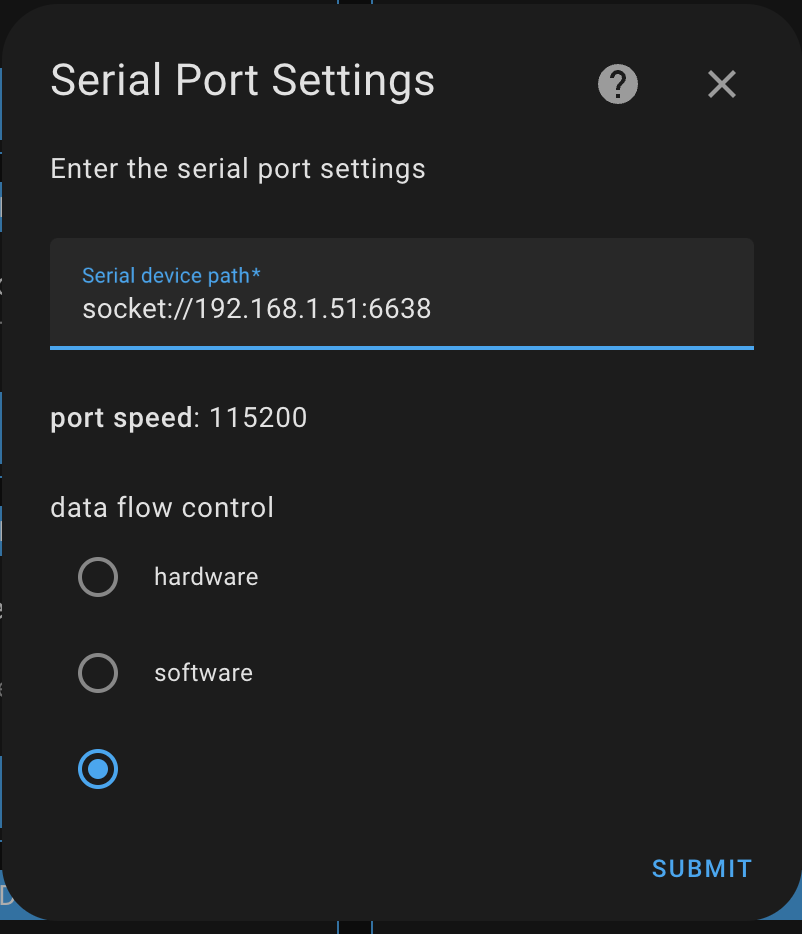 Serial Port Settings
Enter the serial port settings
Serial device path*
socket://192.168.1.51:6638
port speed: 115200
data flow control
hardware
software
SUBMIT